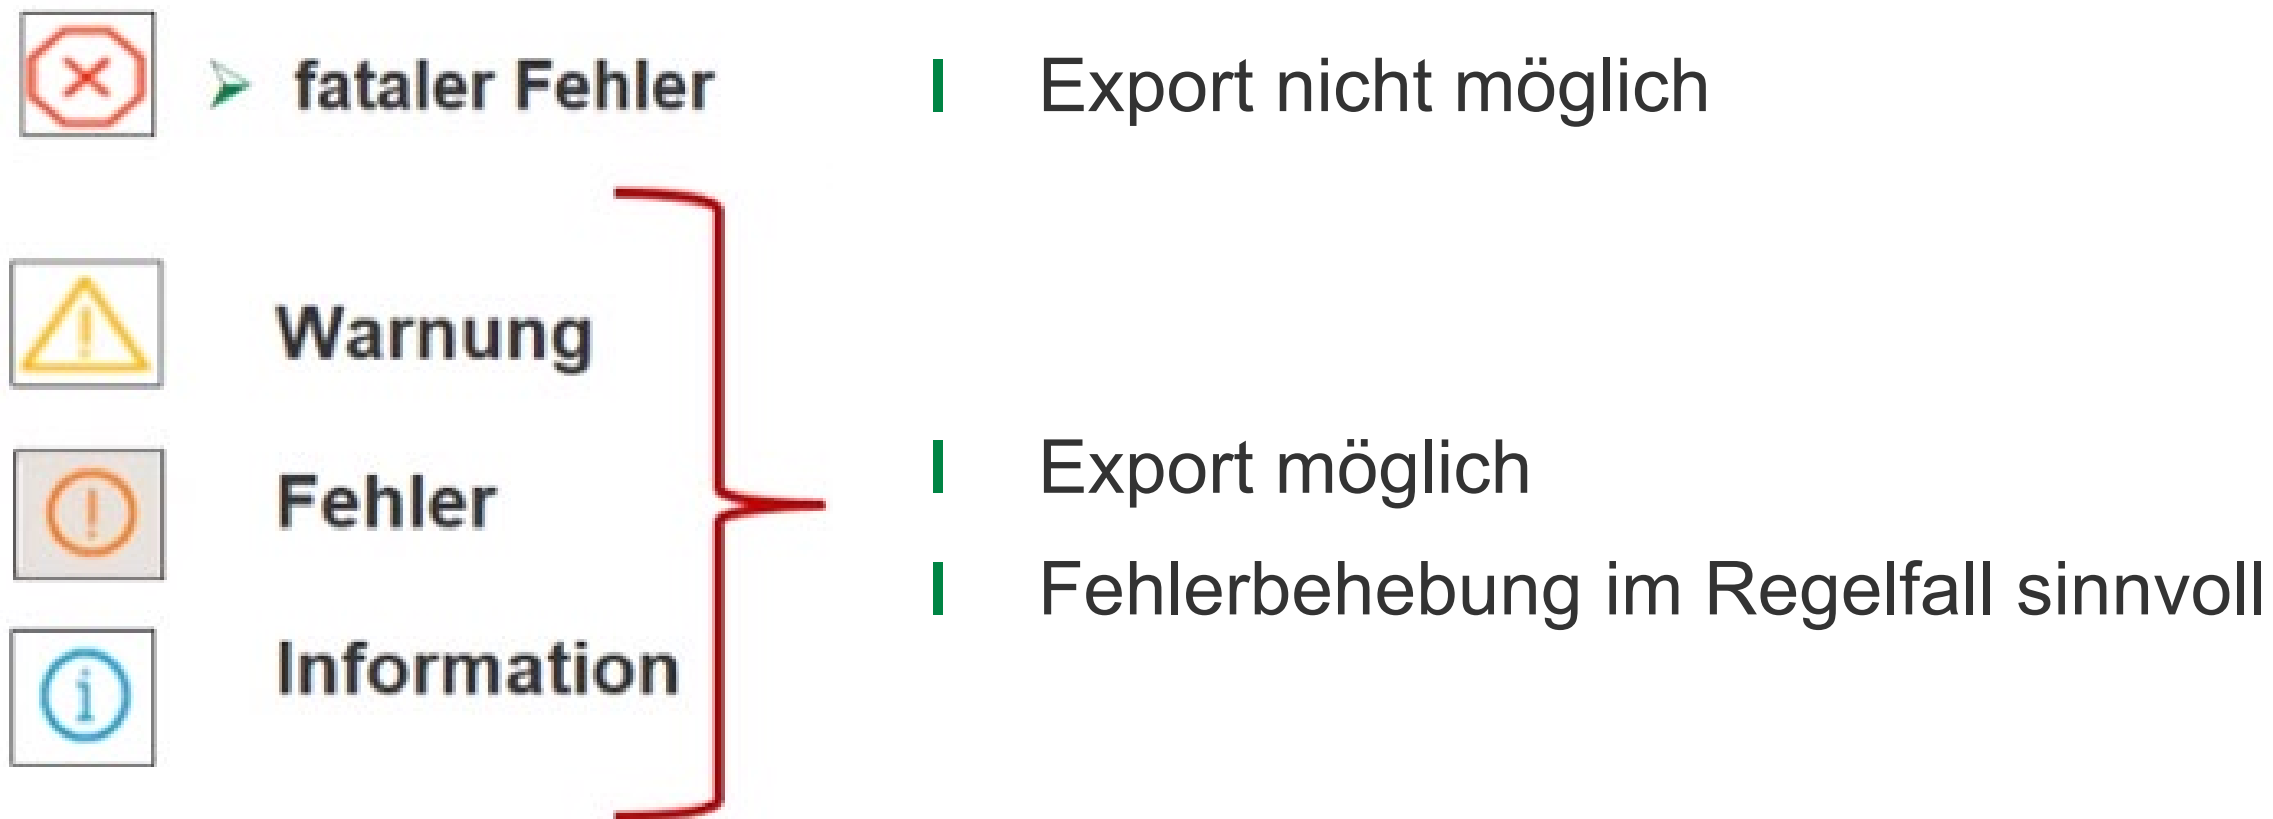 fataler Fehler
Export nicht möglich
Warnung
Fehler
Information
Export möglich
Fehlerbehebung im Regelfall sinnvoll